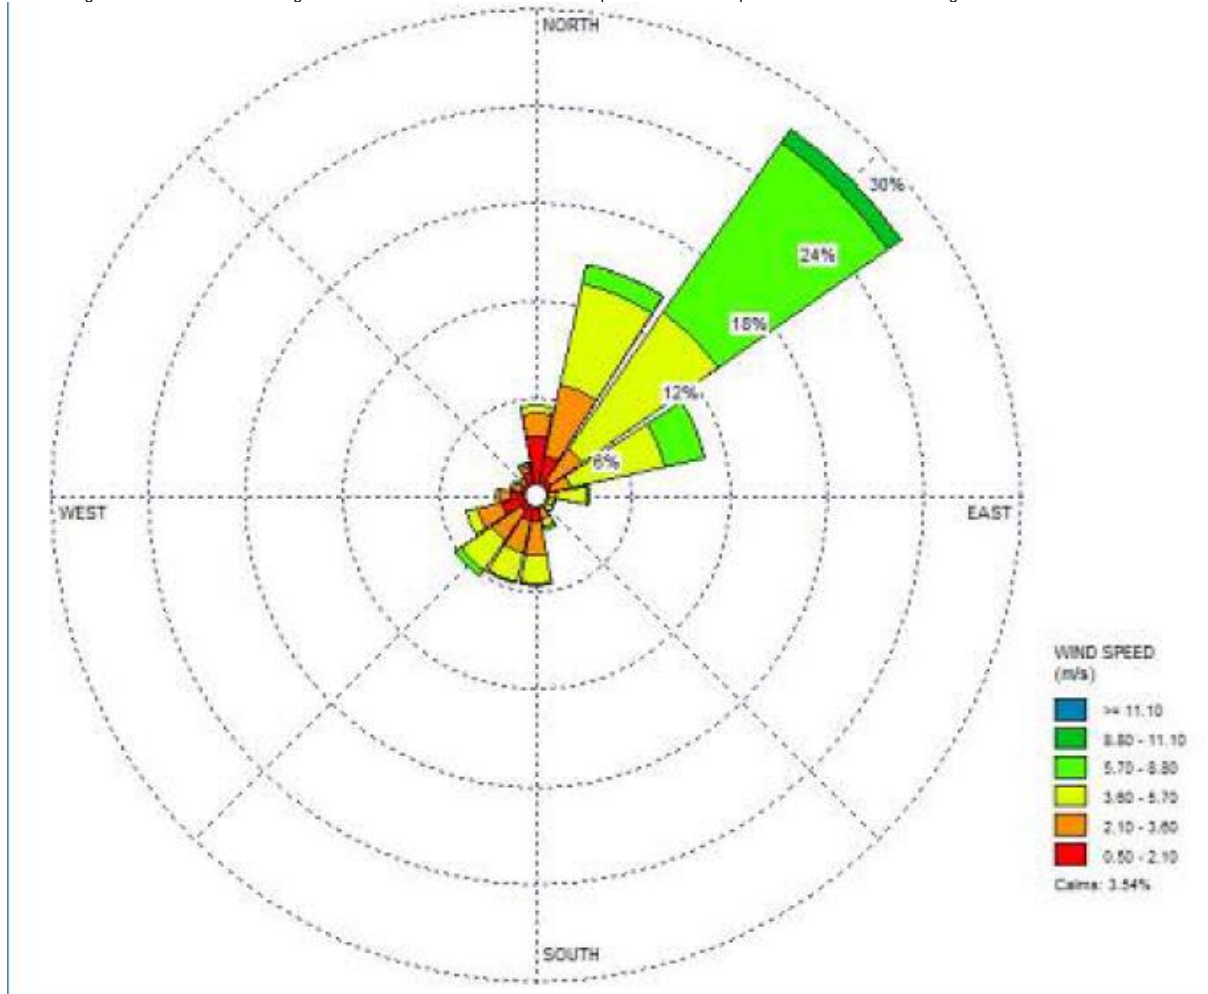 NORTH
30%
24%
18%
12%
6%
WEST
EAST
WIND SPEED
(m/s)
>= 11.10
8.80 - 11.10
5.70 - 8.80
3.60 - 5.70
2.10 - 3.60
0.50 - 2.10
Calms: 3.54%
SOUTH